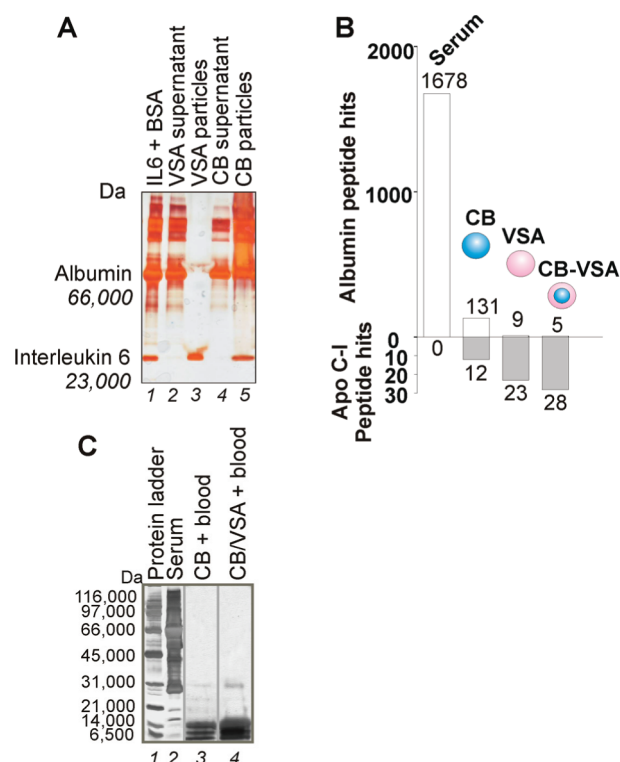 A
IL6 + BSA
VSA supernatant
VSA particles
CB supernatant
CB particles
Da
Albumin
66,000
Interleukin 6
23,000
1 2 3 4 5
B
Serum
2000
1678
1000
Albumin peptide hits
CB
VSA
CB-VSA
131
9
5
0
0
10
20
30
12
23
28
Apo C-I
Peptide hits
C
Protein ladder
Serum
CB + blood
CB/VSA + blood
Da
116,000
97,000
66,000
45,000
31,000
21,000
14,000
6,500
1 2 3 4